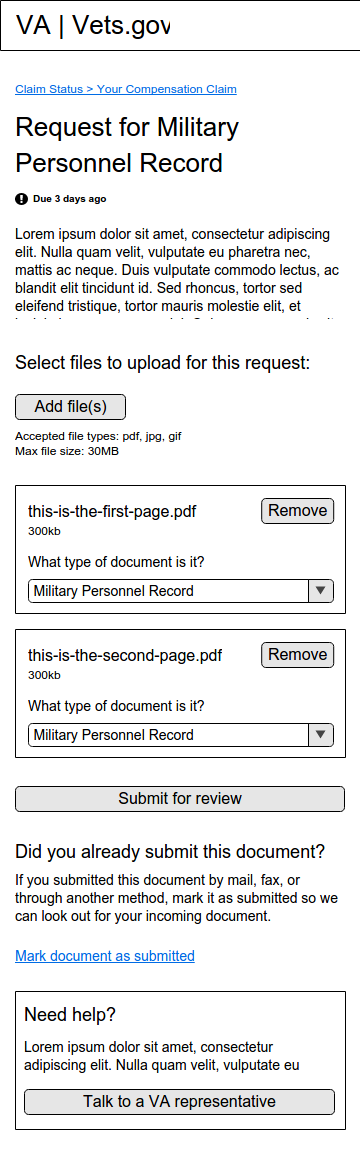 VA | Vets.gov
Claim Status > Your Compensation Claim
Request for Military
Personnel Record
Due 3 days ago
Lorem ipsum dolor sit amet, consectetur adipiscing
elit. Nulla quam velit, vulputate eu pharetra nec,
mattis ac neque. Duis vulputate commodo lectus, ac
blandit elit tincidunt id. Sed rhoncus, tortor sed
eleifend tristique, tortor mauris molestie elit, et
Select files to upload for this request:
Add file(s)
Accepted file types: pdf, jpg, gif
Max file size: 30MB
this-is-the-first-page.pdf
Remove
300kb
What type of document is it?
Military Personnel Record
this-is-the-second-page.pdf
Remove
300kb
What type of document is it?
Military Personnel Record
Submit for review
Did you already submit this document?
If you submitted this document by mail, fax, or
through another method, mark it as submitted so we
can look out for your incoming document.
Mark document as submitted
Need help?
Lorem ipsum dolor sit amet, consectetur
adipiscing elit. Nulla quam velit, vulputate eu
Talk to a VA representative